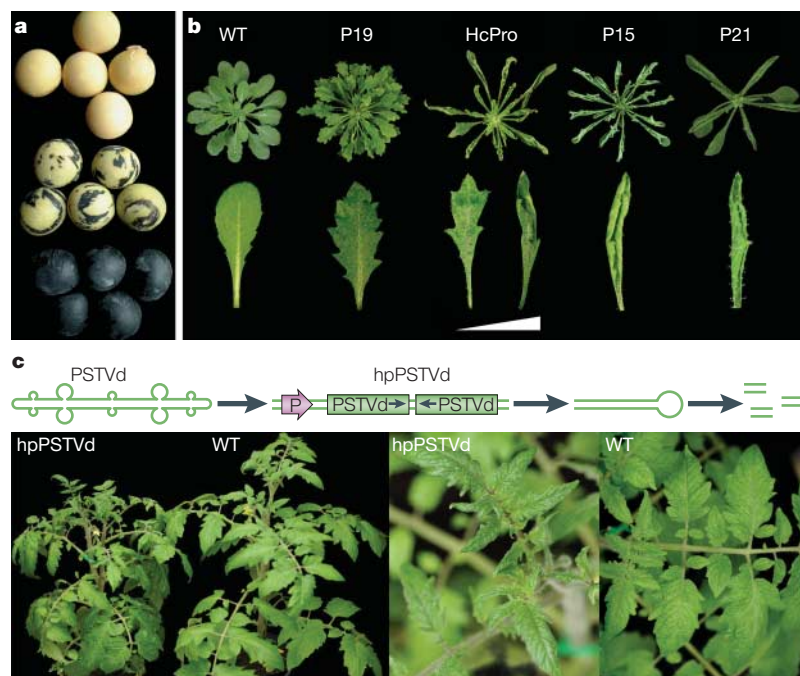 a
b
WT P19 HcPro P15 P21
c
PSTVd hpPSTVd
P PSTVd PSTVd
hpPSTVd WT hpPSTVd WT